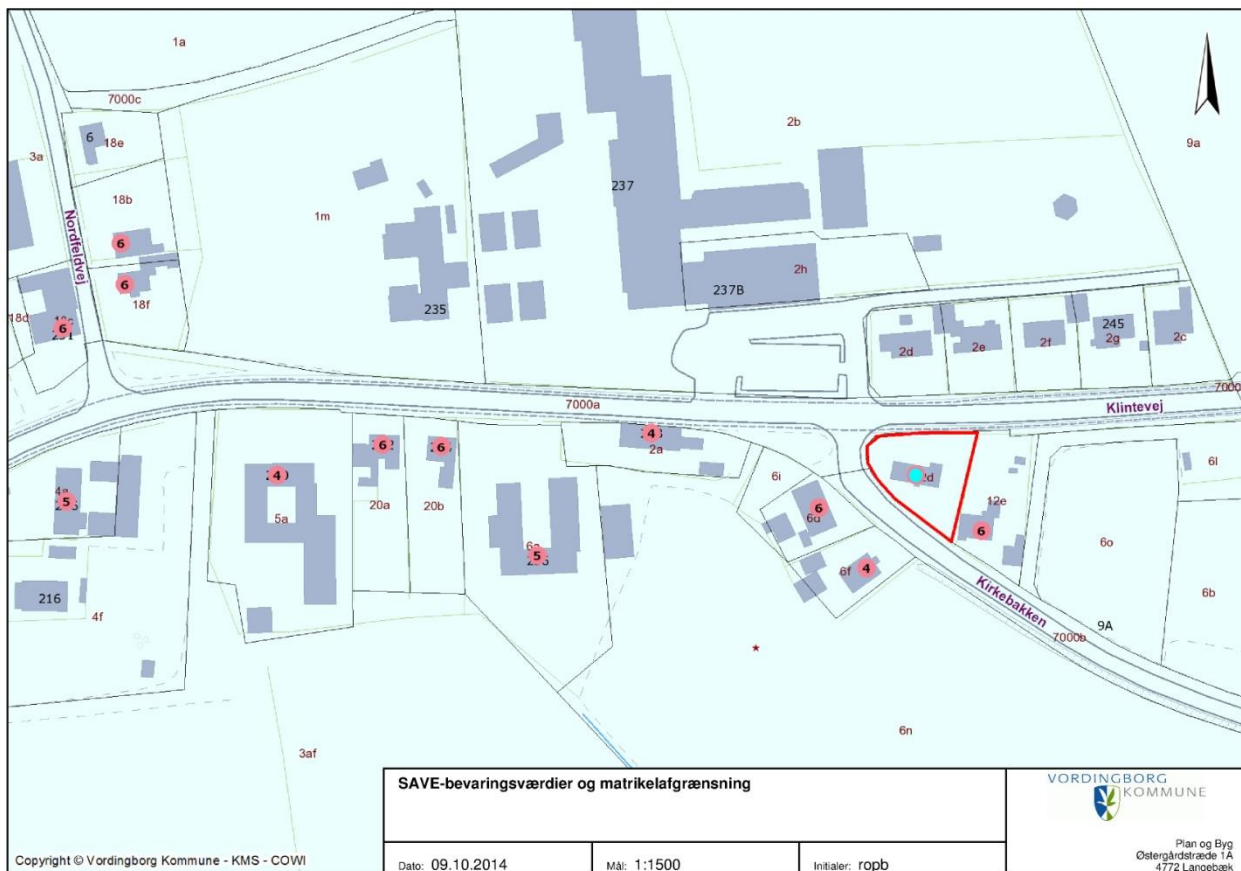 1a
7000c
6
18e
3a
18b
Nordfeldvej
6
1m
6
18f
18d
6
237
2b
9a
2h
237B
235
2d
2e
2f
245
2g
2c
7000a
Klintevej
4
2a
6
6
4
5a
20a
20b
5
4a
5
6i
6
6d
4
6f
12e
6
6l
6o
6b
216
4f
Kirkebakken
9A
7000b
3af
6n
SAVE-bevaringsværdier og matrikelafgrænsning
VORDINGBORG
KOMMUNE
Plan og Byg
Østergårdstræde 1A
4772 Langebæk
Copyright © Vordingborg Kommune - KMS - COWI
Dato: 09.10.2014
Mål: 1:1500
Initialer: ropb